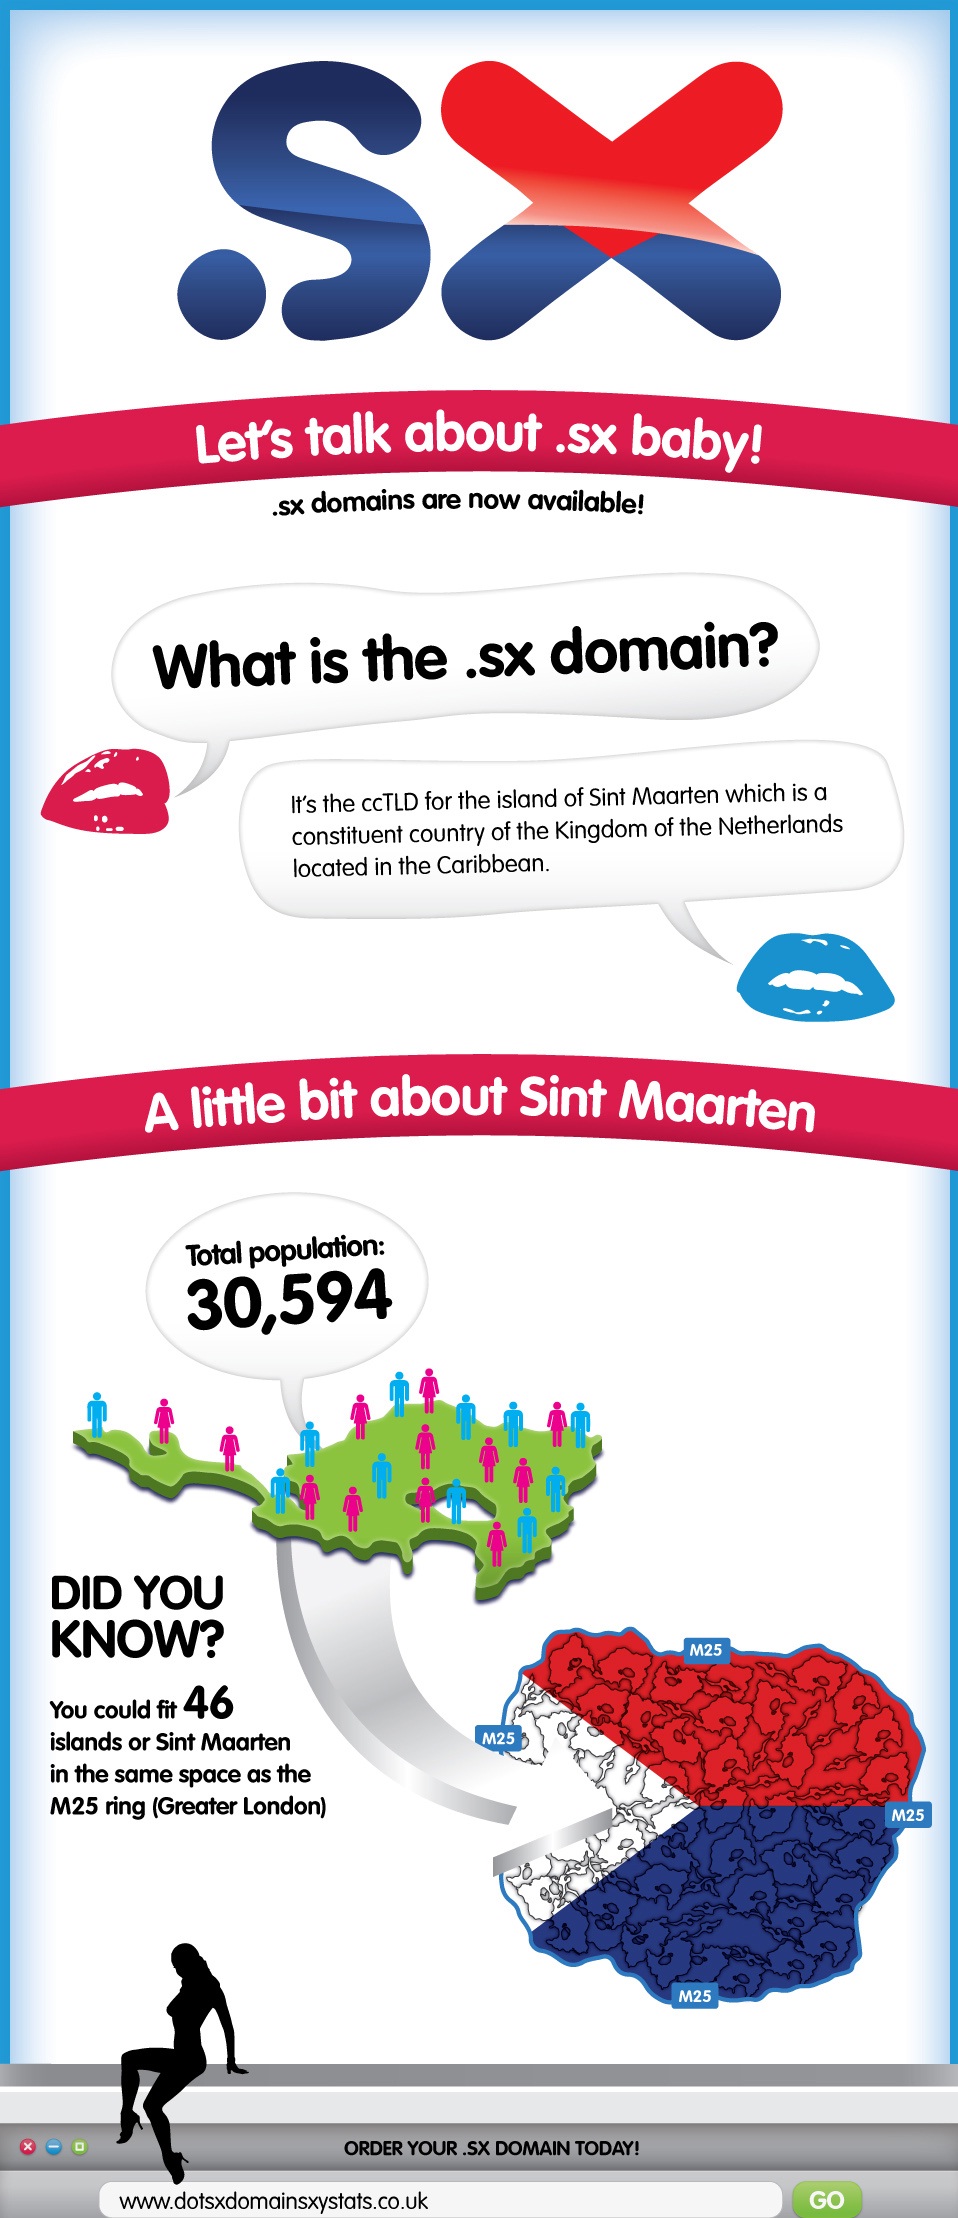 .sx
Let's talk about .sx baby!
.sx domains are now available!
What is the .sx domain?
It's the ccTLD for the island of Sint Maarten which is a
constituent country of the Kingdom of the Netherlands
located in the Caribbean.
A little bit about Sint Maarten
Total population:
30,594
DID YOU
KNOW?
You could fit 46
islands or Sint Maarten
in the same space as the
M25 ring (Greater London)
M25
M25
M25
M25
ORDER YOUR .SX DOMAIN TODAY!
www.dotsxdomainsxystats.co.uk
GO